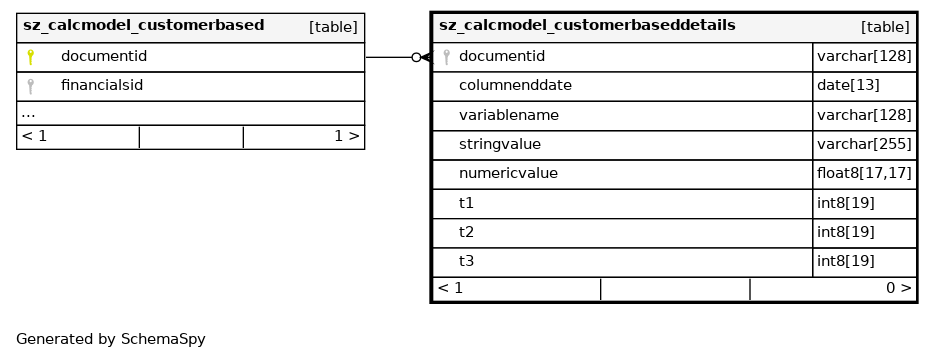 sz_calcmodel_customerbased [table]
documentid
financialsid
...
< 1 1 >
sz_calcmodel_customerbaseddetails [table]
documentid varchar[128]
columnenddate date[13]
variablename varchar[128]
stringvalue varchar[255]
numericvalue float8[17,17]
t1 int8[19]
t2 int8[19]
t3 int8[19]
< 1 0 >
Generated by SchemaSpy